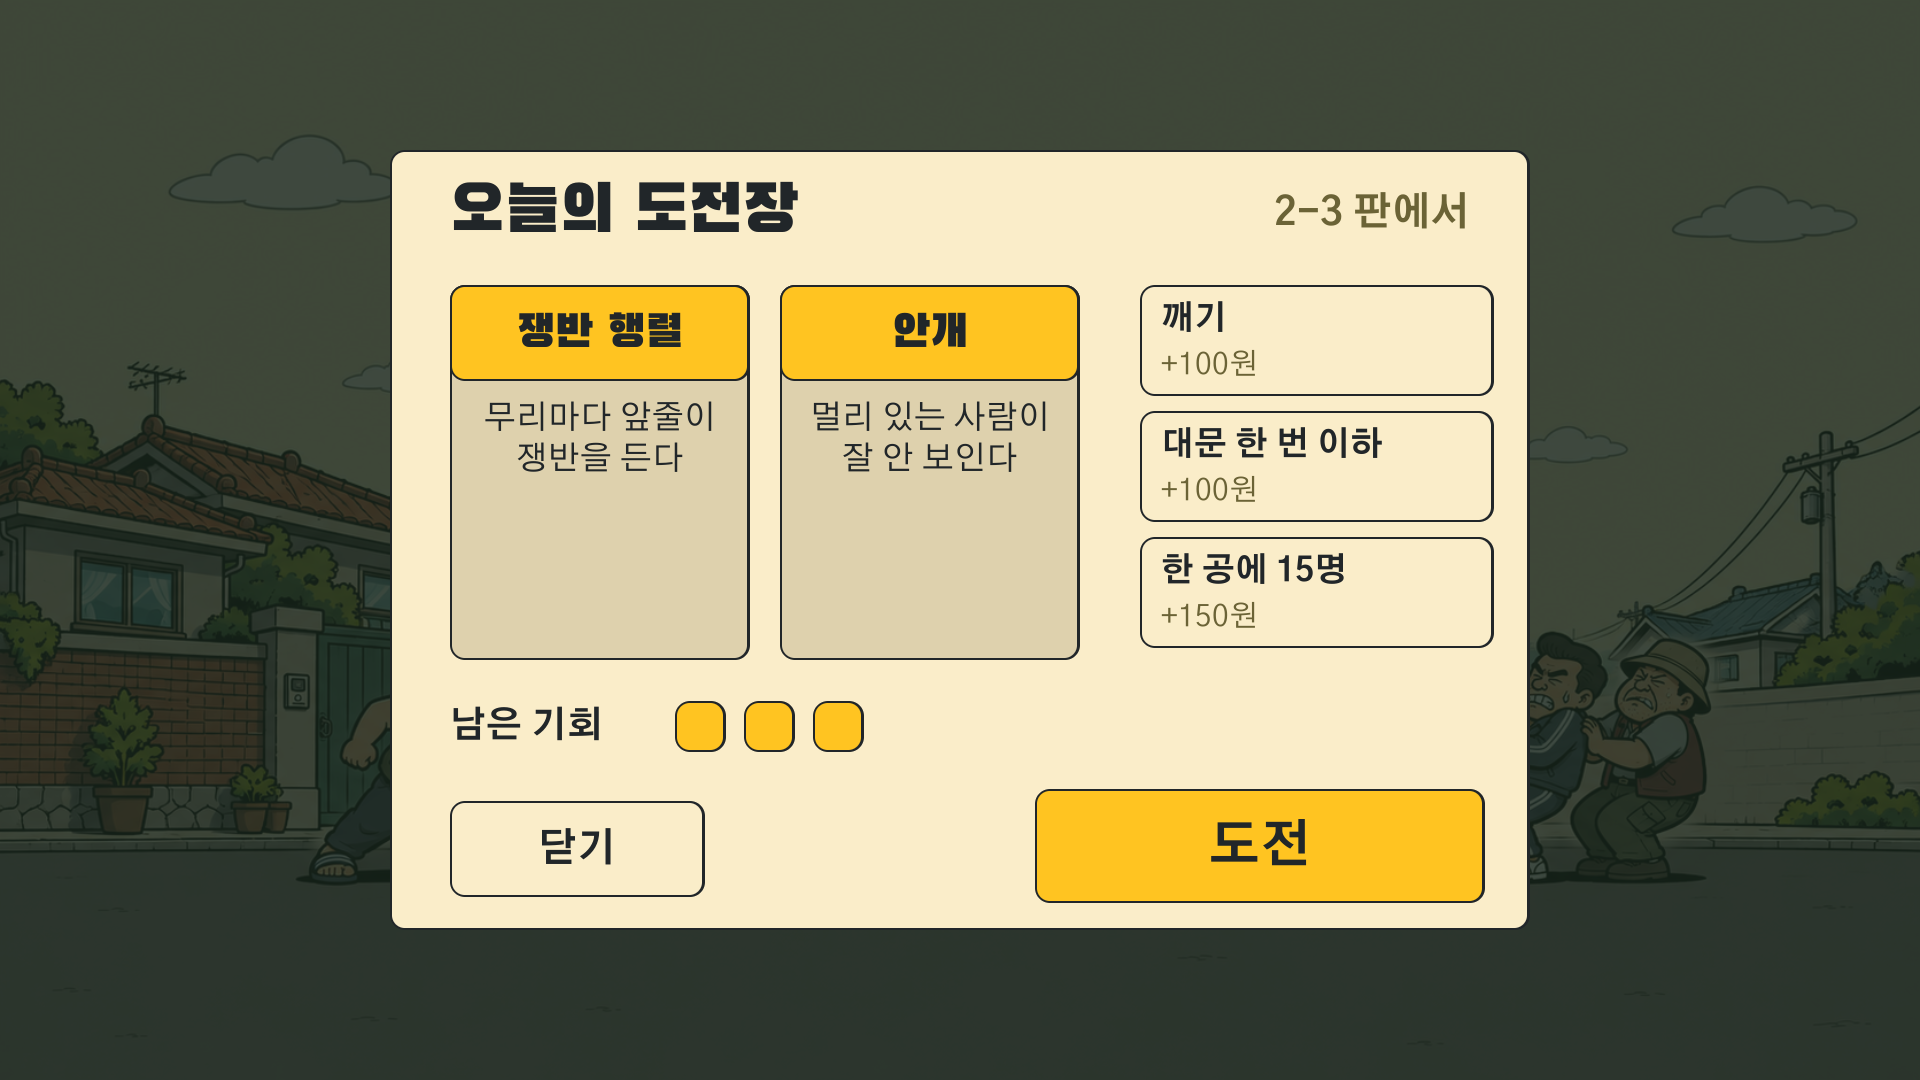 오늘의 도전장
2-3 판에서
쟁반 행렬
무리마다 앞줄이
쟁반을 든다
안개
멀리 있는 사람이
잘 안 보인다
깨기
+100원
대문 한 번 이하
+100원
한 공에 15명
+150원
남은 기회
닫기
도전